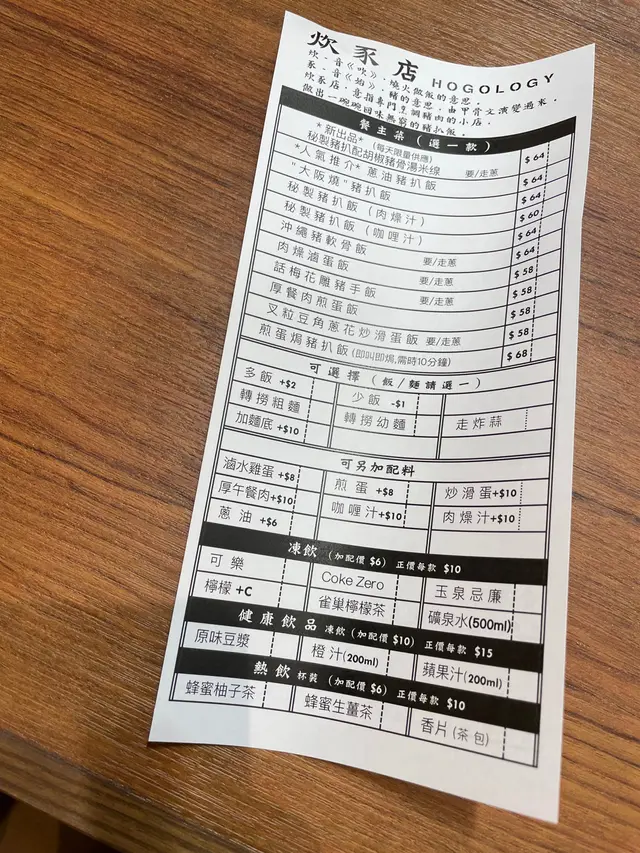 炊豕店 HOGOLOGY
炊,音《吹》,燒火做飯的意思。
豕,音《始》,豬的意思,由甲骨文演變過來。
炊豕店,意指專門烹調豬肉的小店,
做出一碗碗回味無窮的豬扒飯。
餐主菜 (選一款)
*新出品* (每天限量供應)
秘製豬扒配胡椒豬骨湯米線 要/走蔥 $64
*人氣推介* 蔥油豬扒飯 $64
"大阪燒"豬扒飯 $64
秘製豬扒飯 (肉燥汁) $60
秘製豬扒飯 (咖喱汁) $64
沖繩豬軟骨飯 要/走蔥 $64
肉燥滷蛋飯 要/走蔥 $58
話梅花雕豬手飯 要/走蔥 $58
厚餐肉煎蛋飯 $58
叉粒豆角蔥花炒滑蛋飯 要/走蔥 $58
煎蛋焗豬扒飯(即叫即焗,需時10分鐘) $68
可選擇 (飯/麵請選一)
多飯 +$2 少飯 -$1
轉撈粗麵 轉撈幼麵 走炸蒜
加麵底 +$10
可另加配料
滷水雞蛋+$8 煎蛋 +$8 炒滑蛋+$10
厚午餐肉+$10 咖喱汁+$10 肉燥汁+$10
蔥油 +$6
凍飲 (加配價 $6) 正價每款 $10
可樂 Coke Zero 玉泉忌廉
檸檬 +C 雀巢檸檬茶 礦泉水(500ml)
健康飲品 凍飲(加配價 $10) 正價每款 $15
原味豆漿 橙汁(200ml) 蘋果汁(200ml)
熱飲 杯裝 (加配價 $6) 正價每款 $10
蜂蜜柚子茶 蜂蜜生薑茶 香片(茶包)